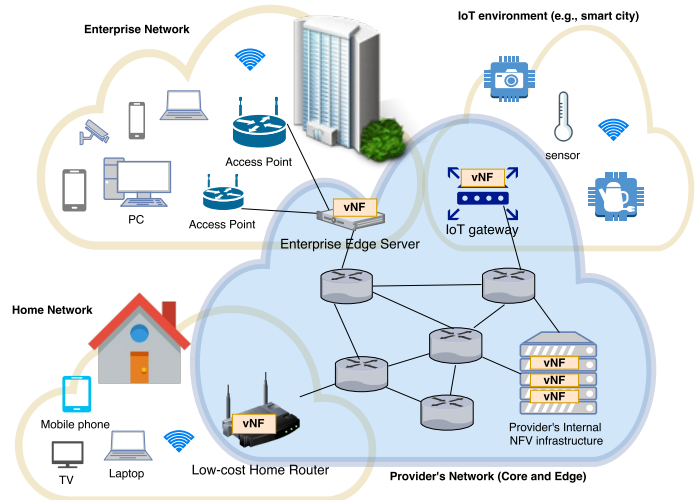 Enterprise Network
IoT environment (e.g., smart city)
Access Point
sensor
PC
Access Point
vNF
Enterprise Edge Server
vNF
IoT gateway
Home Network
Mobile phone
TV
Laptop
vNF
Low-cost Home Router
vNF
vNF
vNF
Provider's Internal
NFV infrastructure
Provider's Network (Core and Edge)